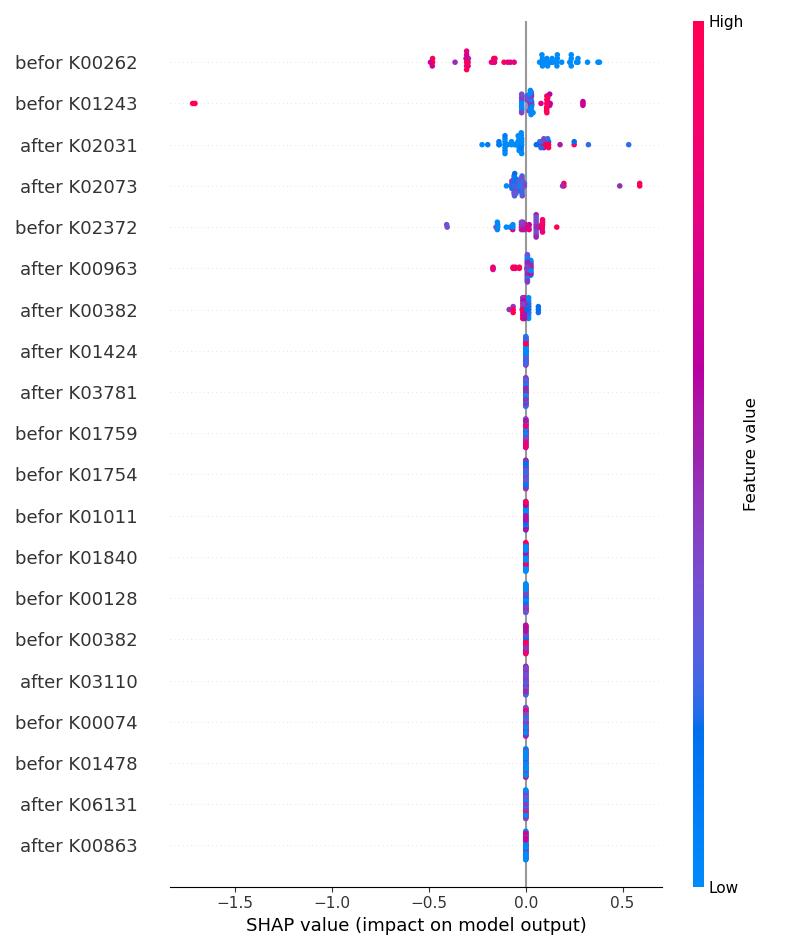 High
befor K00262
befor K01243
after K02031
after K02073
befor K02372
after K00963
after K00382
after K01424
after K03781
befor K01759
befor K01754
befor K01011
befor K01840
befor K00128
befor K00382
after K03110
befor K00074
befor K01478
after K06131
after K00863
Feature value
Low
−1.5 −1.0 −0.5 0.0 0.5
SHAP value (impact on model output)